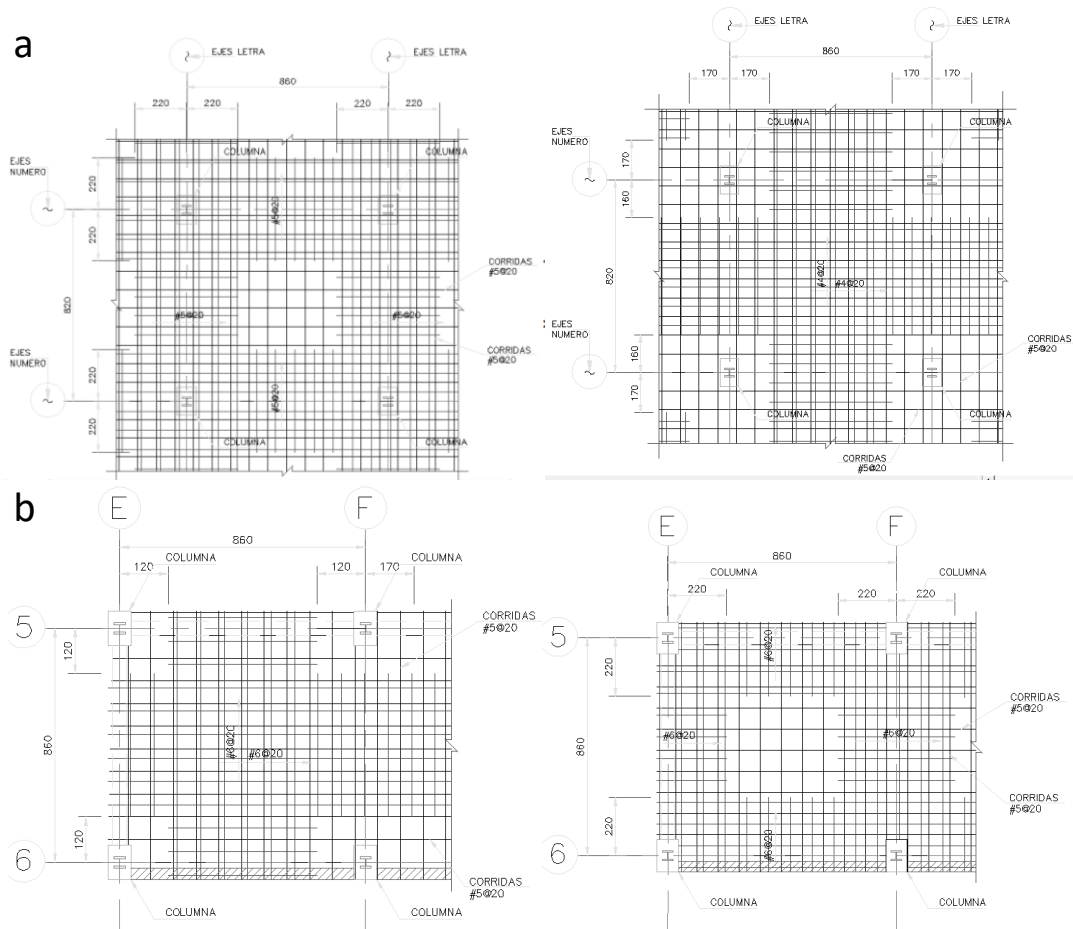 a
EJES LETRA
EJES LETRA
860
220
220
220
220
COLUMNA
COLUMNA
EJES
NUMERO
220
220
#5@20
CORRIDAS
#5@20
820
#5@20
#5@20
CORRIDAS
#5@20
EJES
NUMERO
220
220
#5@20
COLUMNA
COLUMNA
EJES LETRA
EJES LETRA
860
170
170
170
170
COLUMNA
COLUMNA
EJES
NUMERO
170
160
820
#4@20
#4@20
EJES
NUMERO
160
170
CORRIDAS
#5@20
COLUMNA
COLUMNA
CORRIDAS
#5@20
b
E
F
860
COLUMNA
COLUMNA
120
120
170
5
120
CORRIDAS
#5@20
860
#6@20
#6@20
120
6
CORRIDAS
#5@20
COLUMNA
E
F
860
COLUMNA
COLUMNA
220
220
220
5
220
#6@20
CORRIDAS
#5@20
860
#6@20
#6@20
CORRIDAS
#5@20
220
#6@20
6
COLUMNA
COLUMNA